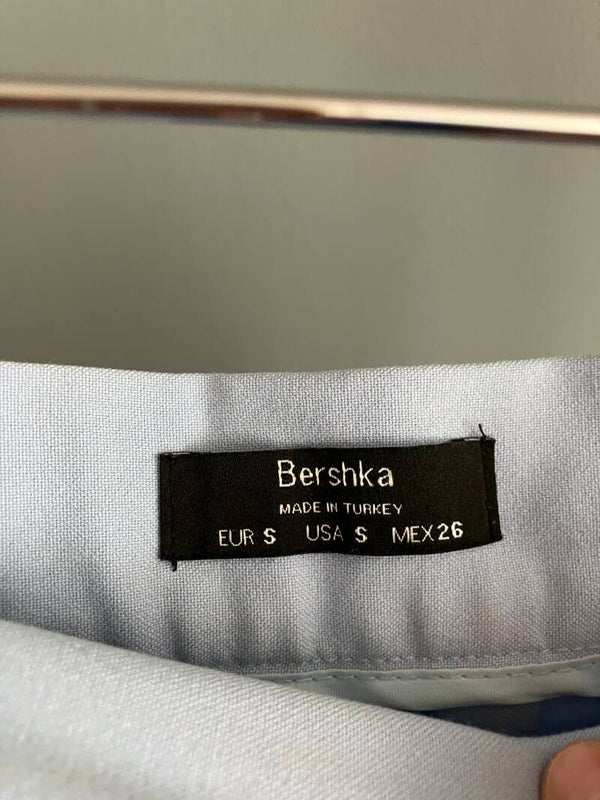 Bershka
MADE IN TURKEY
EUR S USA S MEX 26